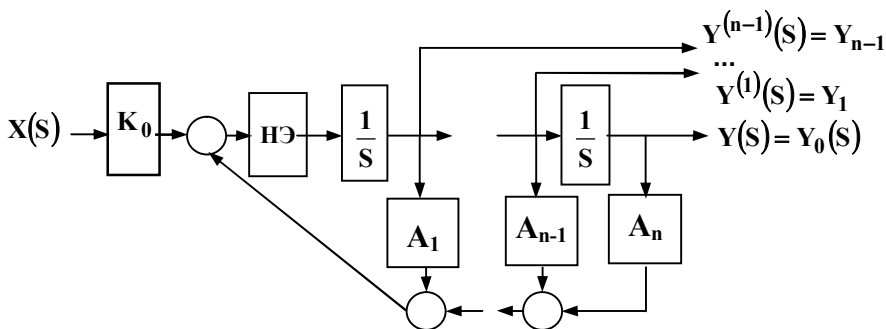 Y^(n–1)(S) = Y_n–1
...
Y^(1)(S) = Y_1
X(S)
K_0
НЭ
1/S
1/S
Y(S) = Y_0(S)
A_1
A_n-1
A_n